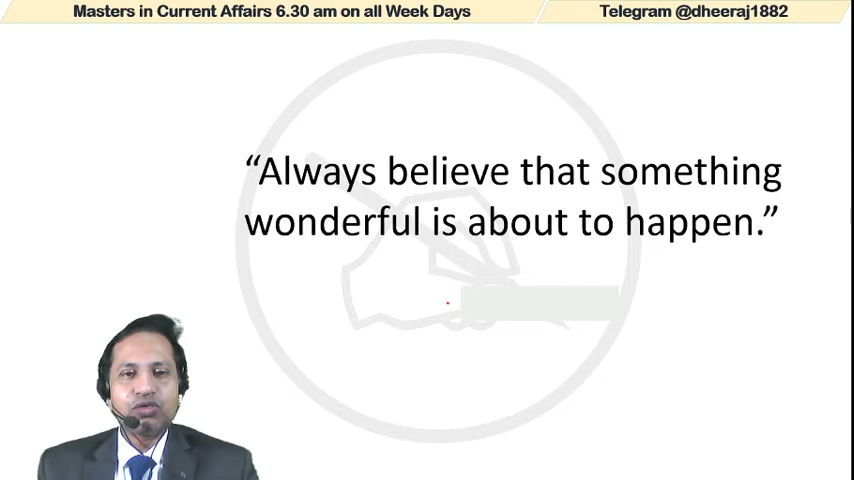 Masters in Current Affairs 6.30 am on all Week Days
Telegram @dheeraj1882
“Always believe that something
wonderful is about to happen.”